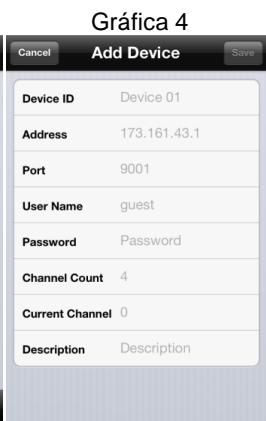 Gráfica 4
Cancel Add Device Save
Device ID Device 01
Address 173.161.43.1
Port 9001
User Name guest
Password Password
Channel Count 4
Current Channel 0
Description Description